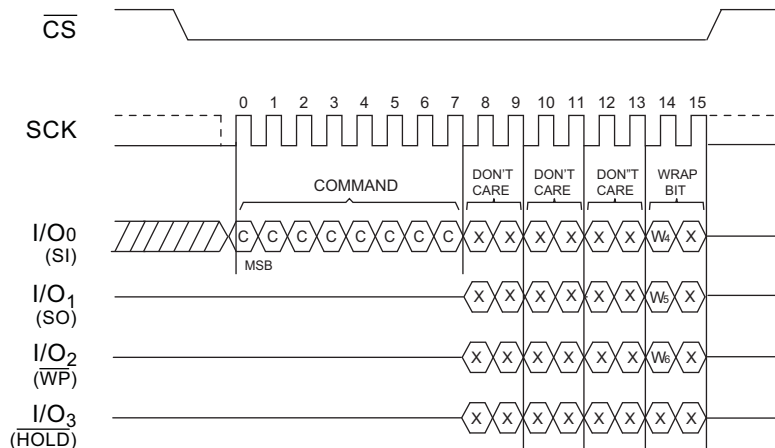 CS
0 1 2 3 4 5 6 7 8 9 10 11 12 13 14 15
SCK
COMMAND
DON'T CARE
DON'T CARE
DON"T CARE
WRAP BIT
I/O0 C C C C C C C C X X X X X X W4 X
(SI)
MSB
I/O1 X X X X X X W5 X
(SO)
I/O2 X X X X X X W6 X
(WP)
I/O3 X X X X X X X X
(HOLD)